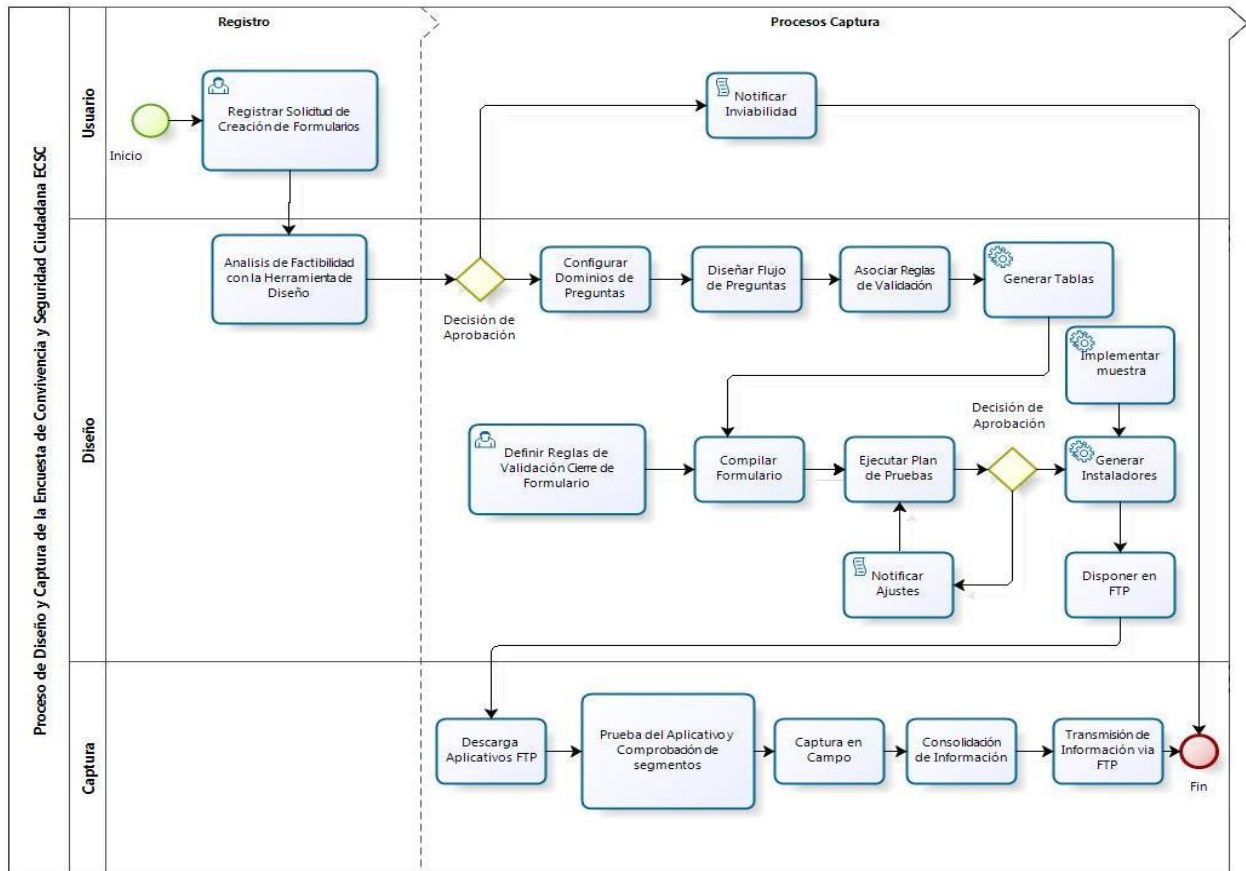 Registro
Procesos Captura
Proceso de Diseño y Captura de la Encuesta de Convivencia y Seguridad Ciudadana ECSC
Usuario
Inicio
Registrar Solicitud de
Creación de Formularios
Notificar
Inviabilidad
Diseño
Analisis de Factibilidad
con la Herramienta de
Diseño
Decisión de
Aprobación
Configurar
Dominios de
Preguntas
Diseñar Flujo
de Preguntas
Asociar Reglas
de Validación
Generar Tablas
Implementar
muestra
Definir Reglas de
Validación Cierre de
Formulario
Compilar
Formulario
Ejecutar Plan
de Pruebas
Decisión de
Aprobación
Generar
Instaladores
Notificar
Ajustes
Disponer en
FTP
Captura
Descarga
Aplicativos FTP
Prueba del Aplicativo y
Comprobación de
segmentos
Captura en
Campo
Consolidación
de Información
Transmisión de
Información via
FTP
Fin